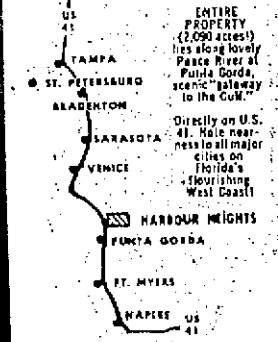 US
41
TAMPA
ST. PETERSBURG
BRADENTON
SARASOTA
VENICE
HARBOUR HEIGHTS
PUNTA GORDA
FT. MYERS
NAPLES
US
41
ENTIRE
PROPERTY
(2,090 acres!)
lies along lovely
Peace River at
Punta Gorda,
scenic "gateway
to the Gulf."
Directly on U.S.
41. Note near-
ness to all major
cities on
Florida's
flourishing
West Coast!